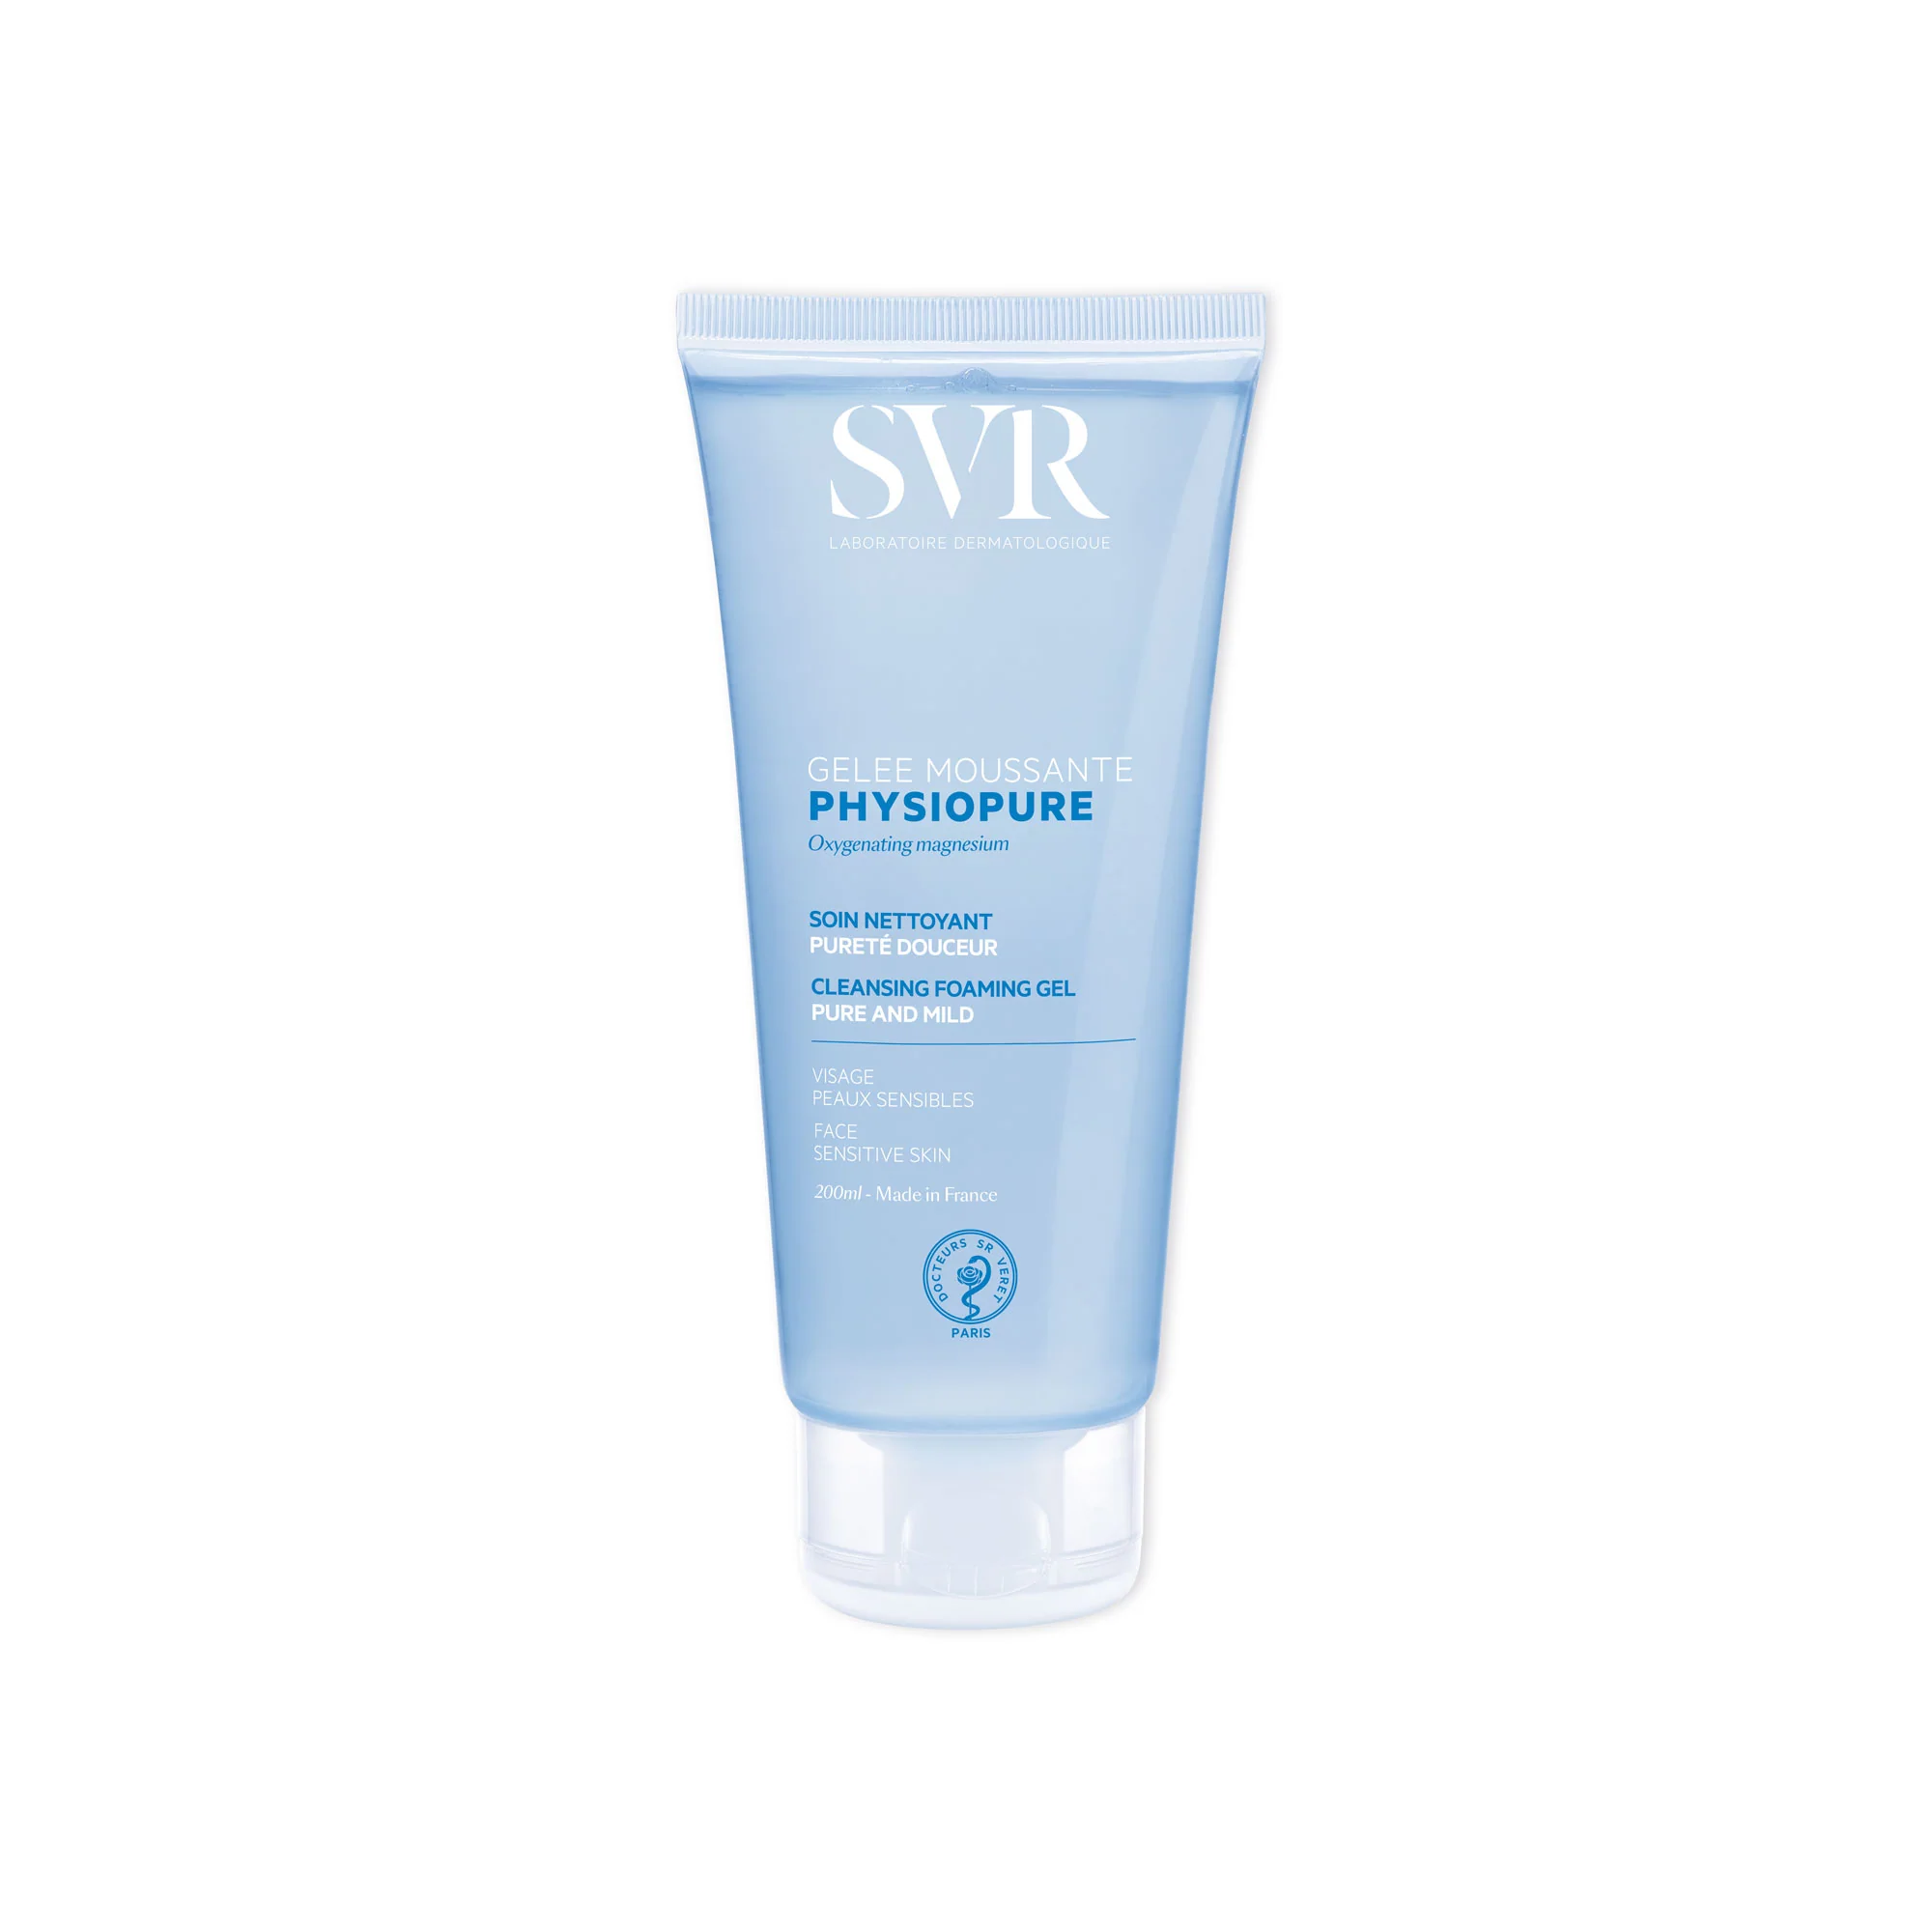 SVR
LABORATOIRE DERMATOLOGIQUE
GELEE MOUSSANTE
PHYSIOPURE
Oxygenating magnesium
SOIN NETTOYANT
PURETÉ DOUCEUR
CLEANSING FOAMING GEL
PURE AND MILD
VISAGE
PEAUX SENSIBLES
FACE
SENSITIVE SKIN
200ml - Made in France
DOCTEURS SR VERET
PARIS